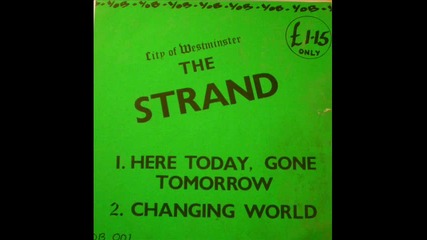 City of Westminster
THE
STRAND
£1·15
ONLY
1. HERE TODAY, GONE
TOMORROW
2. CHANGING WORLD